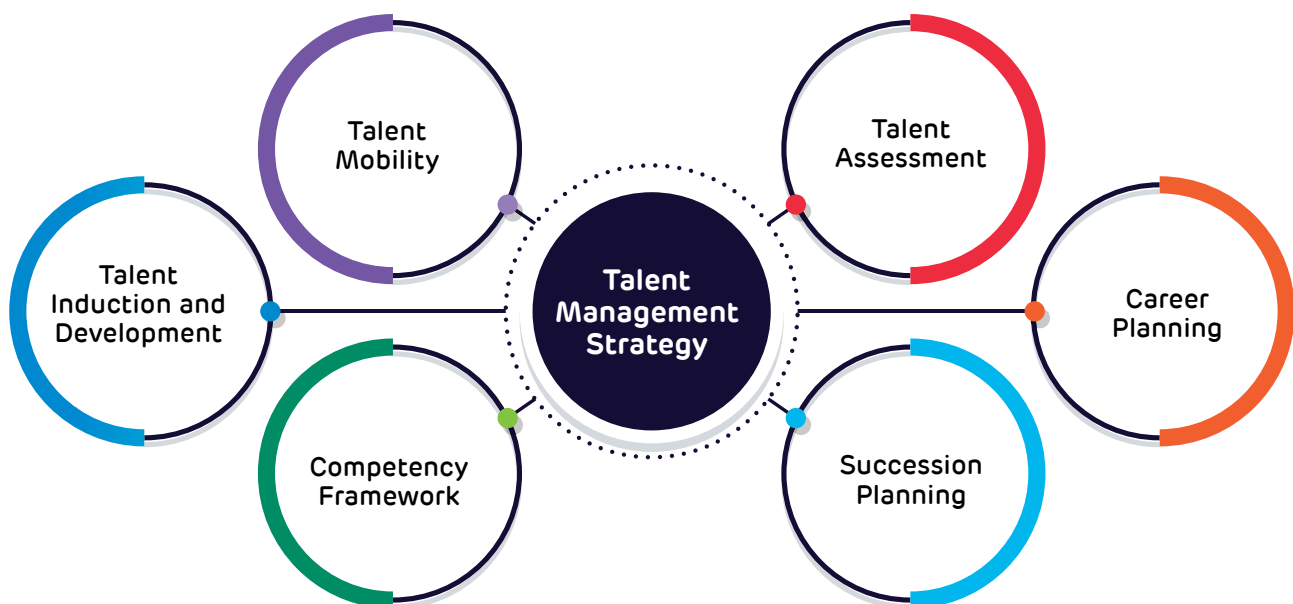 Talent
Mobility
Talent
Assessment
Talent
Induction and
Development
Talent
Management
Strategy
Career
Planning
Competency
Framework
Succession
Planning